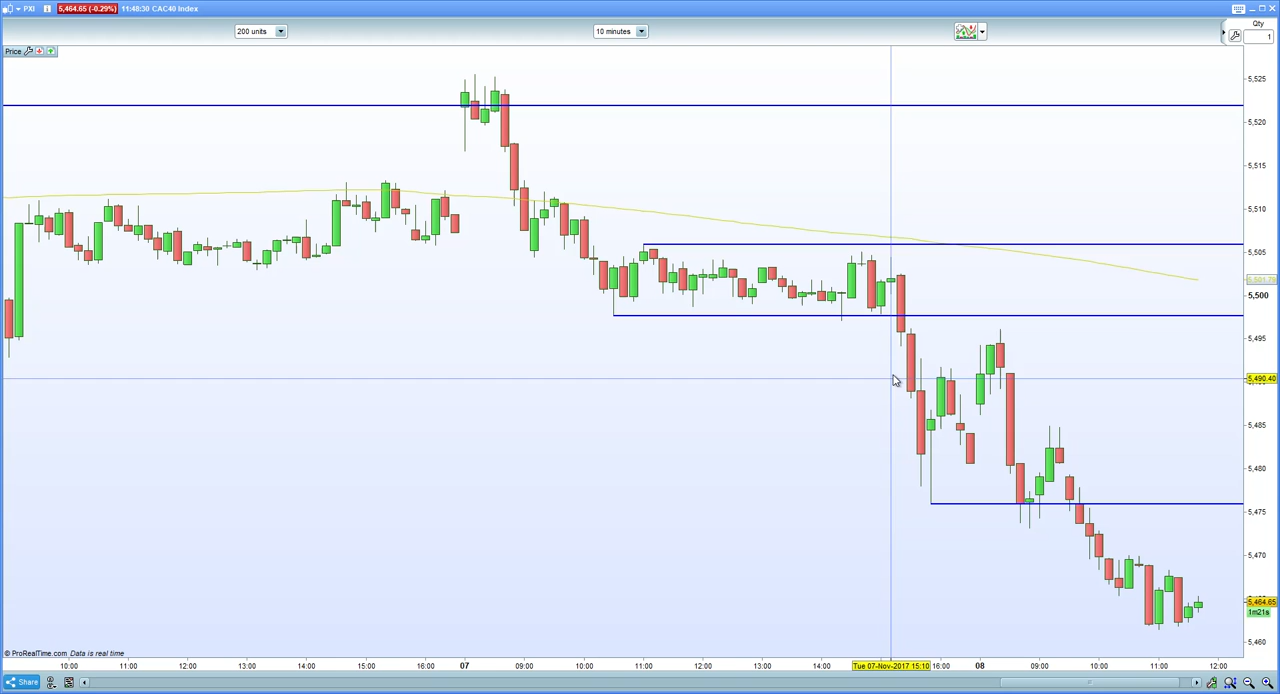 PXI 5,464.65 (-0.29%) 11:48:30 CAC40 Index
200 units 10 minutes Qty
1
Price
5,525
5,520
5,515
5,510
5,505
5,501.79
5,500
5,495
5,490.40
5,485
5,480
5,475
5,470
5,464.65
1m21s
5,460
© ProRealTime.com Data is real time
10:00 11:00 12:00 13:00 14:00 15:00 16:00 07 09:00 10:00 11:00 12:00 13:00 14:00 Tue 07-Nov-2017 15:10 16:00 08 09:00 10:00 11:00 12:00
Share